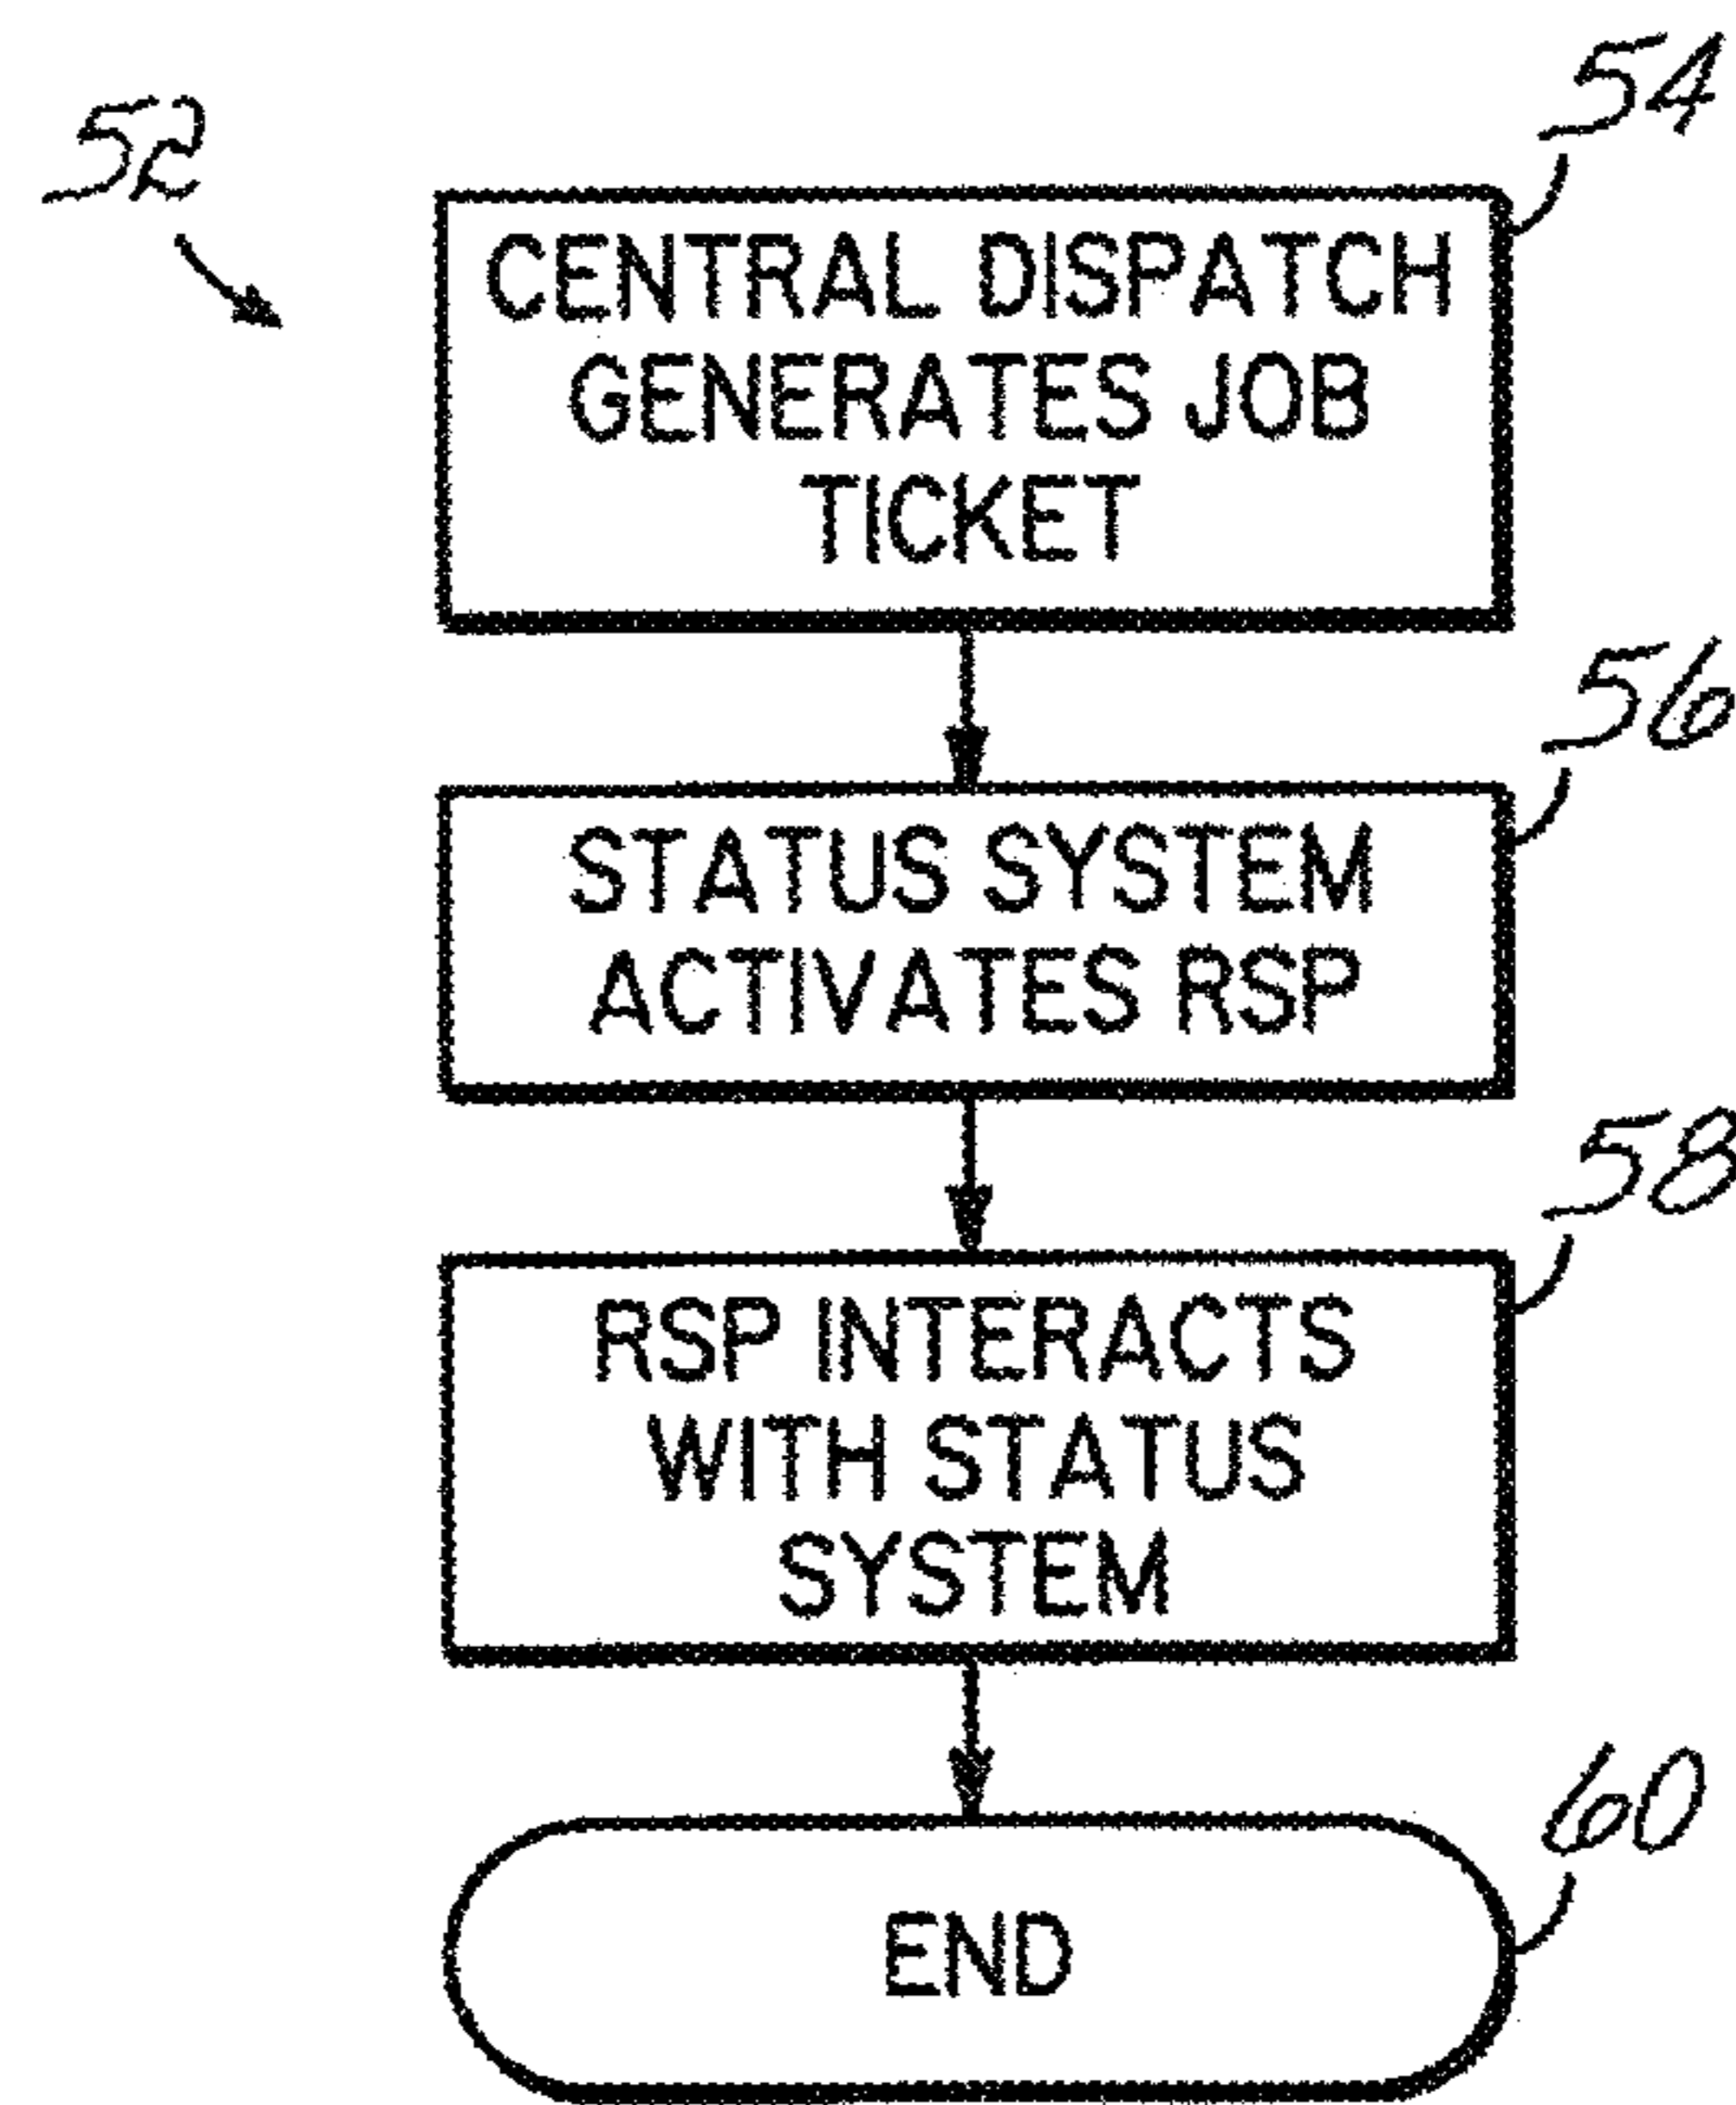 52
54
CENTRAL DISPATCH
GENERATES JOB
TICKET
56
STATUS SYSTEM
ACTIVATES RSP
58
RSP INTERACTS
WITH STATUS
SYSTEM
60
END